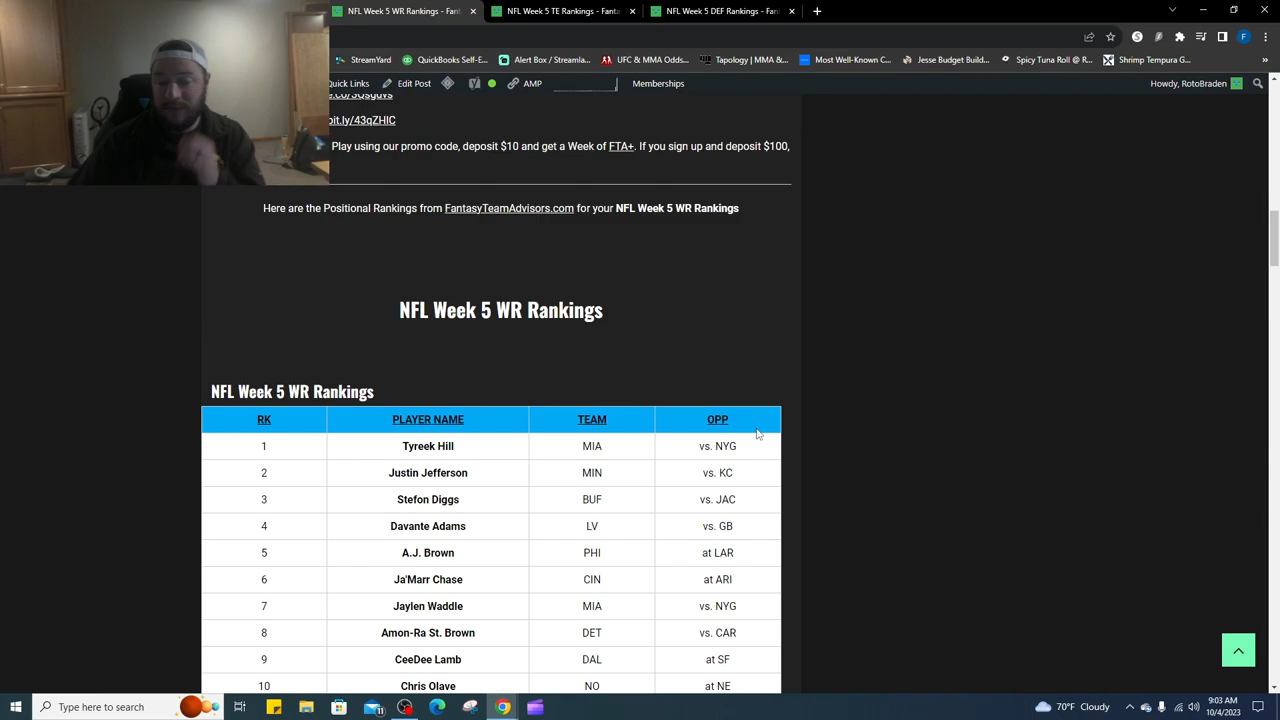 NFL Week 5 WR Rankings - Fant
NFL Week 5 TE Rankings - Fanta
NFL Week 5 DEF Rankings - Fant
F
StreamYard
QuickBooks Self-E...
Alert Box / Streamla...
UFC & MMA Odds...
Tapology | MMA &...
Most Well-Known C...
Jesse Budget Build...
Spicy Tuna Roll @ R...
Shrimp Tempura G...
Quick Links
Edit Post
AMP
Memberships
Howdy, RotoBraden
bit.ly/43qZHlC
Play using our promo code, deposit $10 and get a Week of FTA+. If you sign up and deposit $100,
Here are the Positional Rankings from FantasyTeamAdvisors.com for your NFL Week 5 WR Rankings
NFL Week 5 WR Rankings
NFL Week 5 WR Rankings
RK PLAYER NAME TEAM OPP
1 Tyreek Hill MIA vs. NYG
2 Justin Jefferson MIN vs. KC
3 Stefon Diggs BUF vs. JAC
4 Davante Adams LV vs. GB
5 A.J. Brown PHI at LAR
6 Ja'Marr Chase CIN at ARI
7 Jaylen Waddle MIA vs. NYG
8 Amon-Ra St. Brown DET vs. CAR
9 CeeDee Lamb DAL at SF
10 Chris Olave NO at NE
Type here to search
70°F Cloudy
9:03 AM
10/4/2023